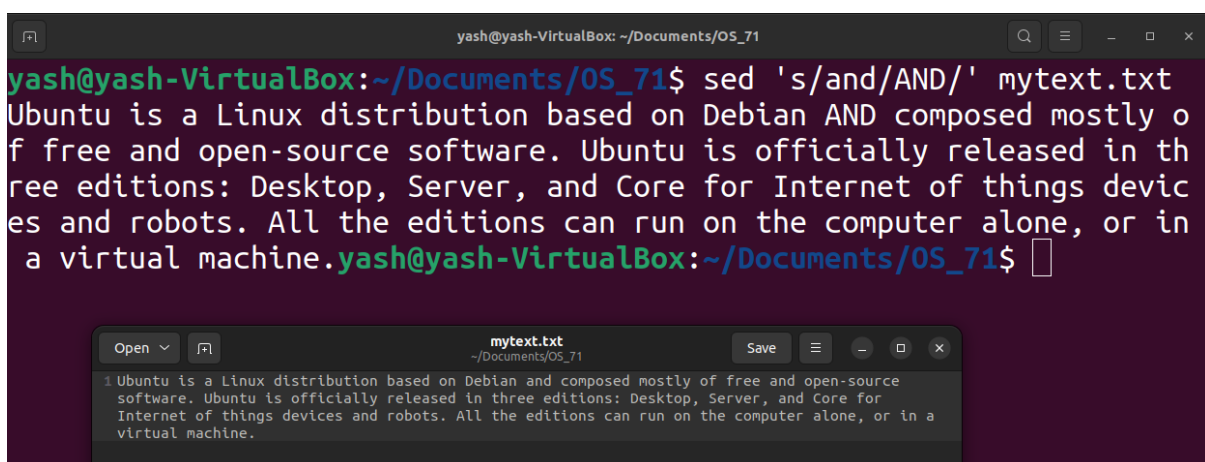 yash@yash-VirtualBox: ~/Documents/OS_71
yash@yash-VirtualBox:~/Documents/OS_71$ sed 's/and/AND/' mytext.txt
Ubuntu is a Linux distribution based on Debian AND composed mostly o
f free and open-source software. Ubuntu is officially released in th
ree editions: Desktop, Server, and Core for Internet of things devic
es and robots. All the editions can run on the computer alone, or in
 a virtual machine.yash@yash-VirtualBox:~/Documents/OS_71$
Open
mytext.txt
~/Documents/OS_71
Save
1 Ubuntu is a Linux distribution based on Debian and composed mostly of free and open-source
software. Ubuntu is officially released in three editions: Desktop, Server, and Core for
Internet of things devices and robots. All the editions can run on the computer alone, or in a
virtual machine.